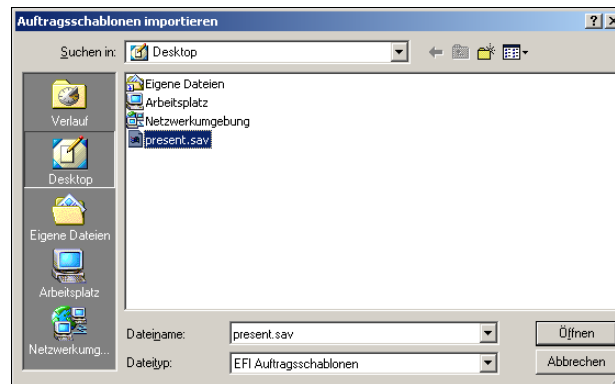 Auftragsschablonen importieren
Suchen in: Desktop
Verlauf
Desktop
Eigene Dateien
Arbeitsplatz
Netzwerkumg...
Eigene Dateien
Arbeitsplatz
Netzwerkumgebung
present.sav
Dateiname: present.sav Öffnen
Dateityp: EFI Auftragsschablonen Abbrechen